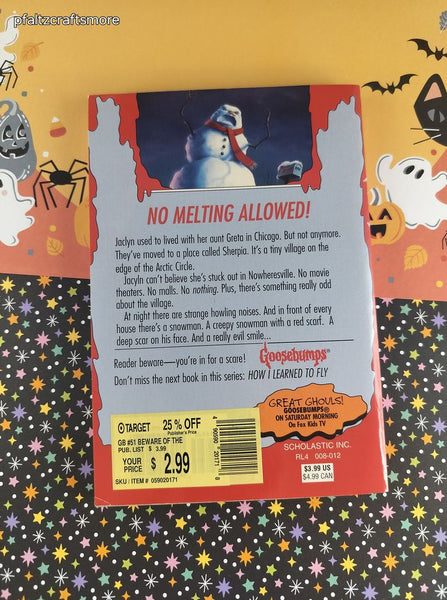 pfaltzcraftsmore
NO MELTING ALLOWED!
Jaclyn used to lived with her aunt Greta in Chicago. But not anymore.
They've moved to a place called Sherpia. It's a tiny village on the
edge of the Arctic Circle.
Jaclyn can't believe she's stuck out in Nowheresville. No movie
theaters. No malls. No nothing. Plus, there's something really odd
about the village.
At night there are strange howling noises. And in front of every
house there's a snowman. A creepy snowman with a red scarf. A
deep scar on his face. And a really evil smile...
Reader beware—you're in for a scare! Goosebumps®
Don't miss the next book in this series: HOW I LEARNED TO FLY
GREAT GHOULS!
GOOSEBUMPS®
ON SATURDAY MORNING
On Fox Kids TV
SCHOLASTIC INC.
RL4 008-012
$3.99 US
$4.99 CAN
TARGET 25% OFF
Publisher's Price
GB #51 BEWARE OF THE
PUB. LIST $ 3.99
YOUR
PRICE $ 2.99
SKU / ITEM # 059020171